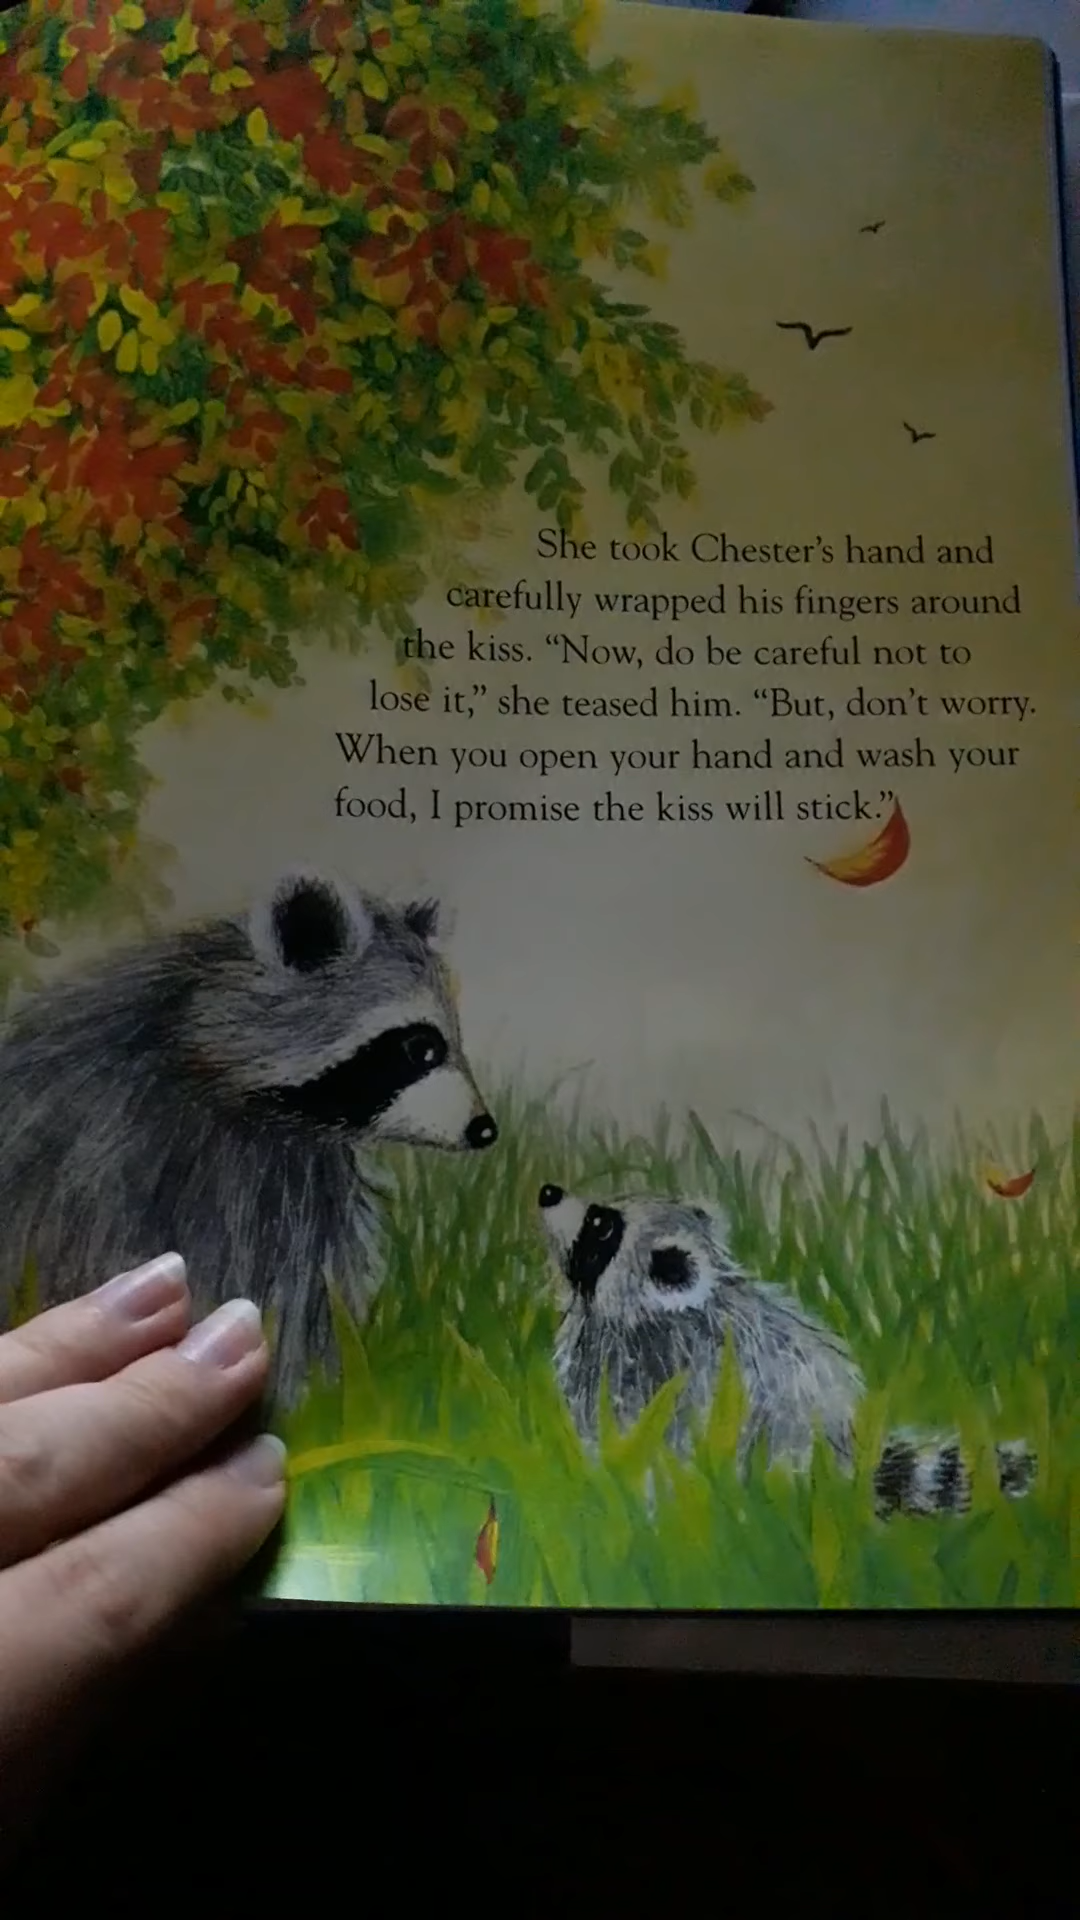 She took Chester's hand and
carefully wrapped his fingers around
the kiss. “Now, do be careful not to
lose it,” she teased him. “But, don't worry.
When you open your hand and wash your
food, I promise the kiss will stick.”